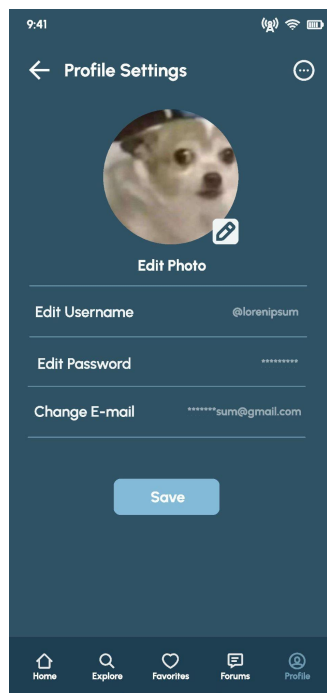 9:41
Profile Settings
Edit Photo
Edit Username @lorenipsum
Edit Password *********
Change E-mail *******sum@gmail.com
Save
Home Explore Favorites Forums Profile